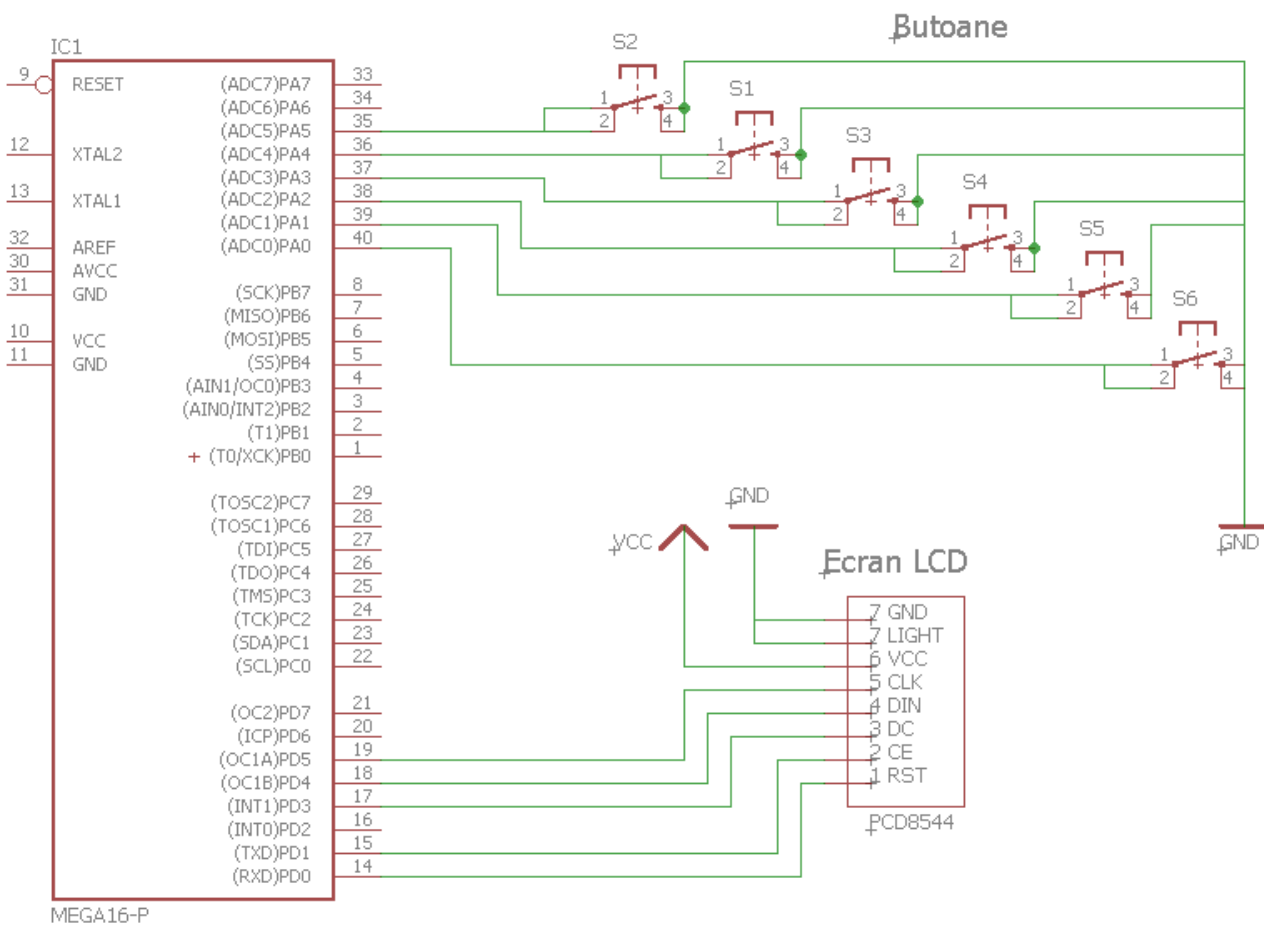 Butoane
IC1
9 RESET
12 XTAL2
13 XTAL1
32 AREF
30 AVCC
31 GND
10 VCC
11 GND
(ADC7)PA7 33
(ADC6)PA6 34
(ADC5)PA5 35
(ADC4)PA4 36
(ADC3)PA3 37
(ADC2)PA2 38
(ADC1)PA1 39
(ADC0)PA0 40
(SCK)PB7 8
(MISO)PB6 7
(MOSI)PB5 6
(SS)PB4 5
(AIN1/OC0)PB3 4
(AIN0/INT2)PB2 3
(T1)PB1 2
(T0/XCK)PB0 1
(TOSC2)PC7 29
(TOSC1)PC6 28
(TDI)PC5 27
(TDO)PC4 26
(TMS)PC3 25
(TCK)PC2 24
(SDA)PC1 23
(SCL)PC0 22
(OC2)PD7 21
(ICP)PD6 20
(OC1A)PD5 19
(OC1B)PD4 18
(INT1)PD3 17
(INT0)PD2 16
(TXD)PD1 15
(RXD)PD0 14
MEGA16-P
S2
1 3
2 4
S1
1 3
2 4
S3
1 3
2 4
S4
1 3
2 4
S5
1 3
2 4
S6
1 3
2 4
GND
VCC
GND
Ecran LCD
7 GND
7 LIGHT
6 VCC
5 CLK
4 DIN
3 DC
2 CE
1 RST
PCD8544